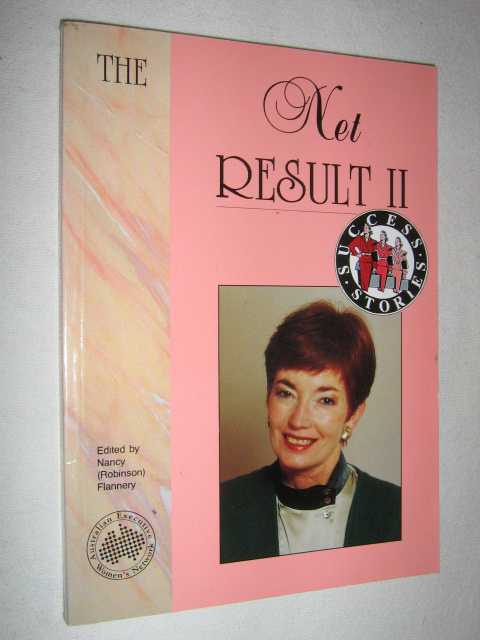 THE
Net
RESULT II
SUCCESS
STORIES
Edited by
Nancy
(Robinson)
Flannery
Australian Executive
Women's Network